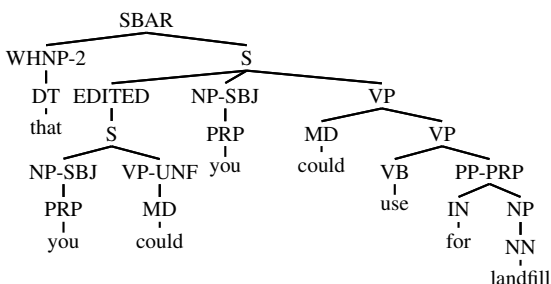 SBAR
WHNP-2 S
DT EDITED NP-SBJ VP
that S PRP MD VP
you could
NP-SBJ VP-UNF VB PP-PRP
use
PRP MD IN NP
you could for NN
landfill